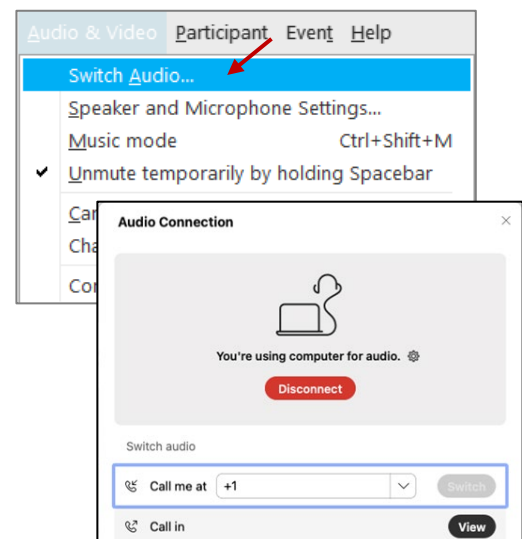 Audio & Video Participant Event Help
Switch Audio...
Speaker and Microphone Settings...
Music mode Ctrl+Shift+M
Unmute temporarily by holding Spacebar
Audio Connection
You're using computer for audio.
Disconnect
Switch audio
Call me at +1 Switch
Call in View